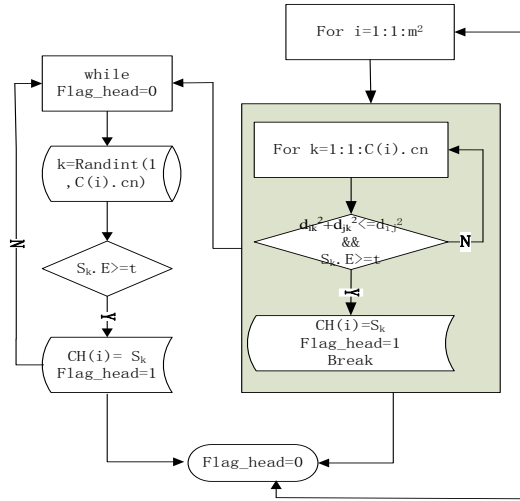 For i=1:1:m²
while
Flag_head=0
For k=1:1:C(i).cn
k=Randint(1
,C(i).cn)
d_ik²+d_jk²<=d_ij²
&&
S_k.E>=t
N
S_k.E>=t
N
Y
Y
CH(i)=S_k
Flag_head=1
Break
CH(i)= S_k
Flag_head=1
Flag_head=0